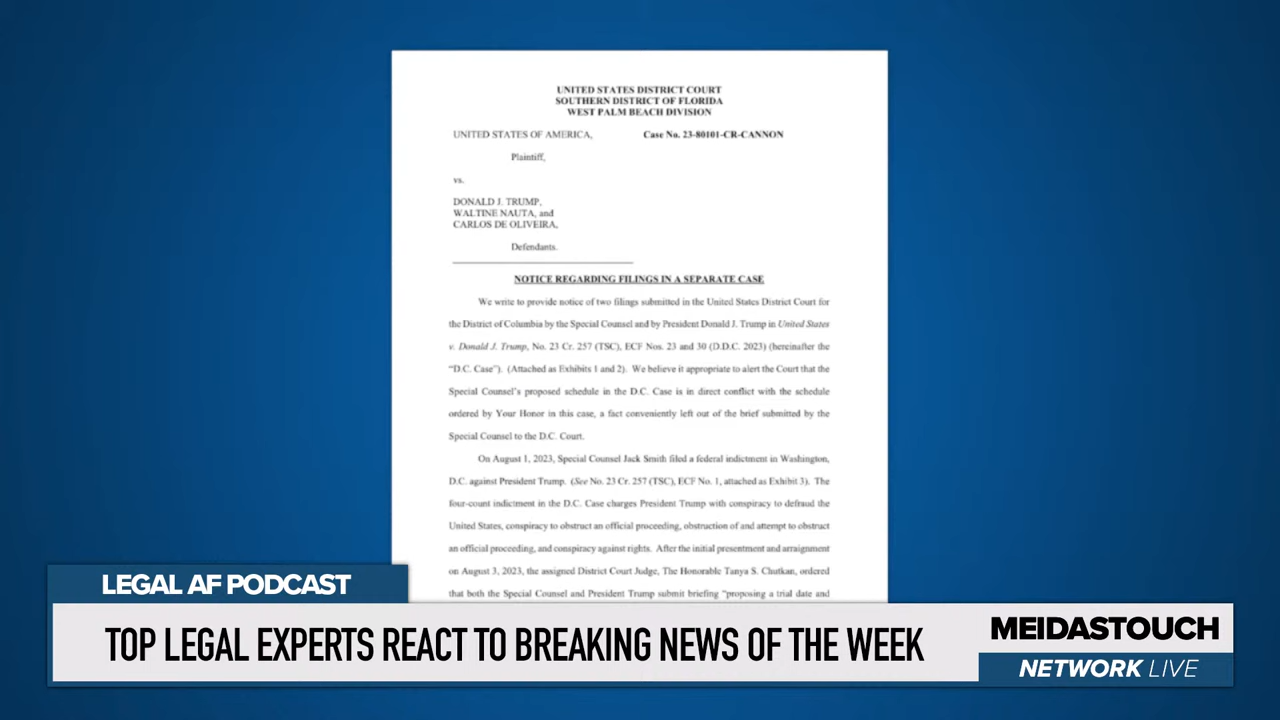 UNITED STATES DISTRICT COURT
SOUTHERN DISTRICT OF FLORIDA
WEST PALM BEACH DIVISION
UNITED STATES OF AMERICA, Case No. 23-80101-CR-CANNON
Plaintiff,
vs.
DONALD J. TRUMP,
WALTINE NAUTA, and
CARLOS DE OLIVEIRA,
Defendants.
NOTICE REGARDING FILINGS IN A SEPARATE CASE
We write to provide notice of two filings submitted in the United States District Court for
the District of Columbia by the Special Counsel and by President Donald J. Trump in United States
v. Donald J. Trump, No. 23 Cr. 257 (TSC), ECF Nos. 23 and 30 (D.D.C. 2023) (hereinafter the
“D.C. Case”). (Attached as Exhibits 1 and 2). We believe it appropriate to alert the Court that the
Special Counsel's proposed schedule in the D.C. Case is in direct conflict with the schedule
ordered by Your Honor in this case, a fact conveniently left out of the brief submitted by the
Special Counsel to the D.C. Court.
On August 1, 2023, Special Counsel Jack Smith filed a federal indictment in Washington,
D.C. against President Trump. (See No. 23 Cr. 257 (TSC), ECF No. 1, attached as Exhibit 3). The
four-count indictment in the D.C. Case charges President Trump with conspiracy to defraud the
United States, conspiracy to obstruct an official proceeding, obstruction of and attempt to obstruct
an official proceeding, and conspiracy against rights. After the initial presentment and arraignment
on August 3, 2023, the assigned District Court Judge, The Honorable Tanya S. Chutkan, ordered
that both the Special Counsel and President Trump submit briefing “proposing a trial date and
LEGAL AF PODCAST
TOP LEGAL EXPERTS REACT TO BREAKING NEWS OF THE WEEK
MEIDASTOUCH
NETWORK LIVE